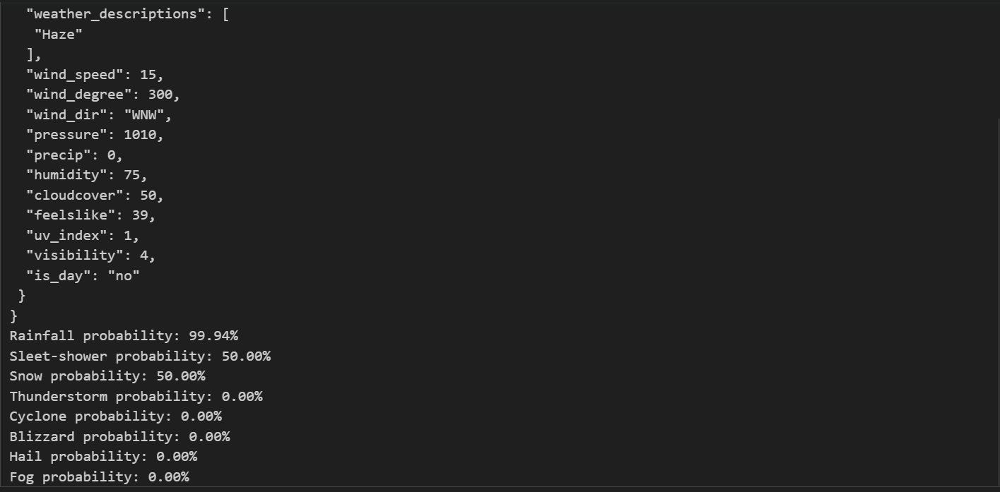 "weather_descriptions": [
"Haze"
],
"wind_speed": 15,
"wind_degree": 300,
"wind_dir": "WNW",
"pressure": 1010,
"precip": 0,
"humidity": 75,
"cloudcover": 50,
"feelslike": 39,
"uv_index": 1,
"visibility": 4,
"is_day": "no"
}
}
Rainfall probability: 99.94%
Sleet-shower probability: 50.00%
Snow probability: 50.00%
Thunderstorm probability: 0.00%
Cyclone probability: 0.00%
Blizzard probability: 0.00%
Hail probability: 0.00%
Fog probability: 0.00%